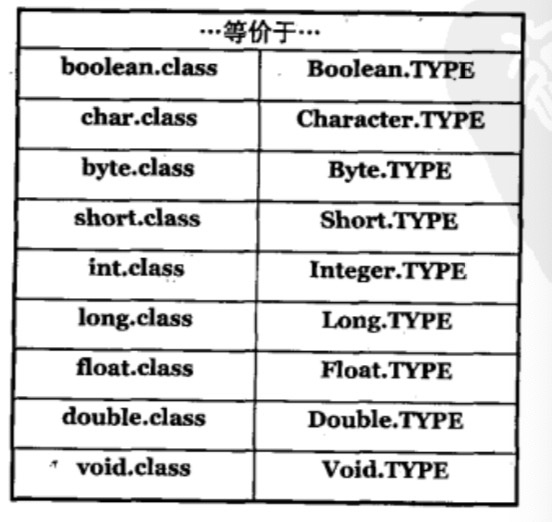 …等价于…
boolean.class Boolean.TYPE
char.class Character.TYPE
byte.class Byte.TYPE
short.class Short.TYPE
int.class Integer.TYPE
long.class Long.TYPE
float.class Float.TYPE
double.class Double.TYPE
void.class Void.TYPE